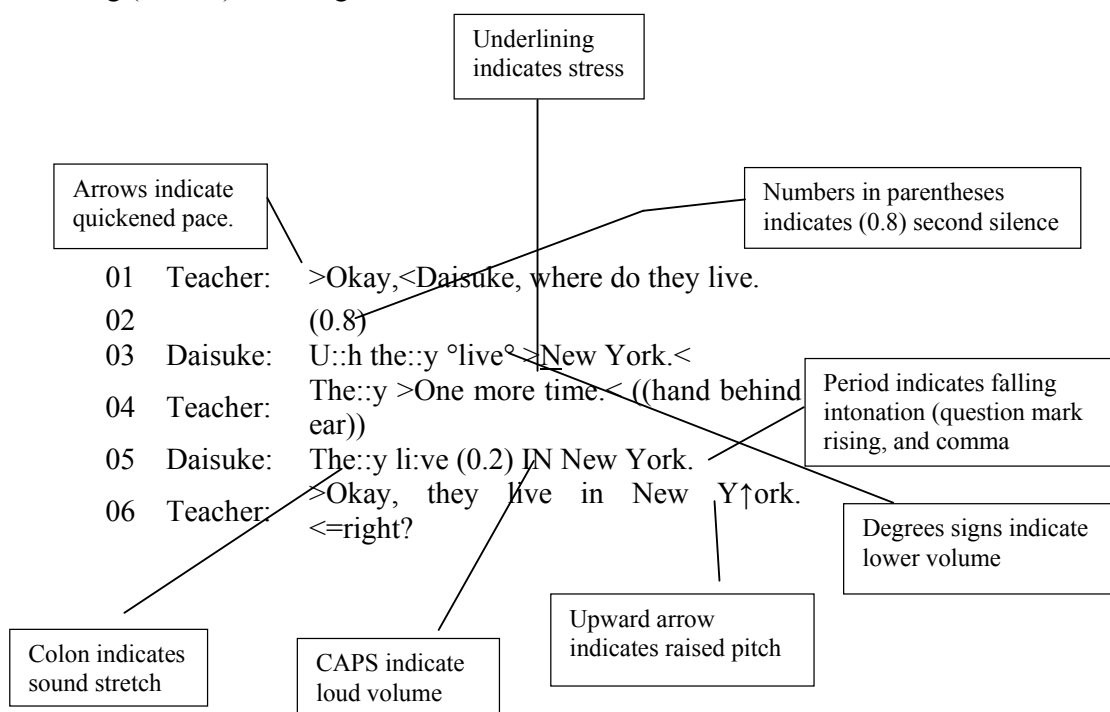 Underlining
indicates stress
Arrows indicate
quickened pace.
Numbers in parentheses
indicates (0.8) second silence
01 Teacher: >Okay,<Daisuke, where do they live.
02 (0.8)
03 Daisuke: U::h the::y °live° >New York.<
04 Teacher: The::y >One more time.< ((hand behind
ear))
05 Daisuke: The::y li:ve (0.2) IN New York.
06 Teacher: >Okay, they live in New Y↑ork.
<=right?
Period indicates falling
intonation (question mark
rising, and comma
Degrees signs indicate
lower volume
Upward arrow
indicates raised pitch
CAPS indicate
loud volume
Colon indicates
sound stretch